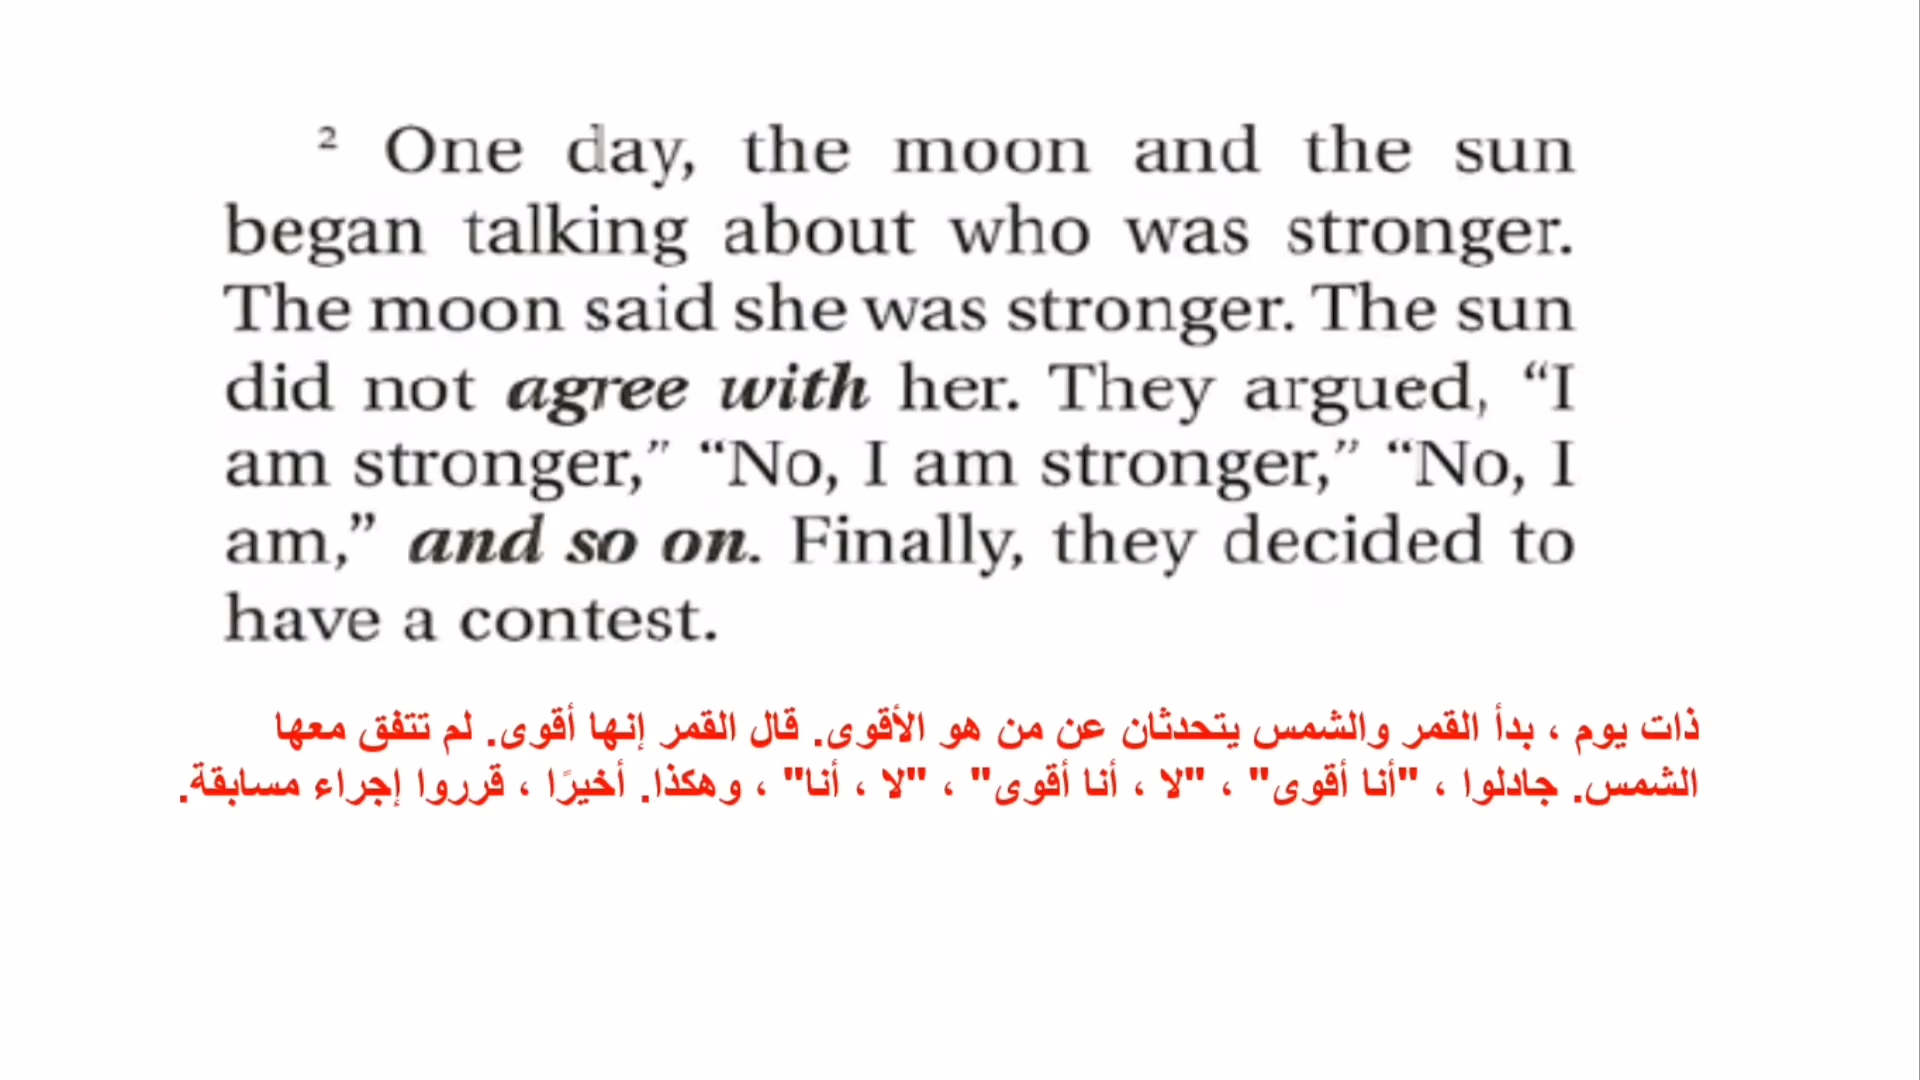 ² One day, the moon and the sun
began talking about who was stronger.
The moon said she was stronger. The sun
did not agree with her. They argued, “I
am stronger,” “No, I am stronger,” “No, I
am,” and so on. Finally, they decided to
have a contest.
ذات يوم ، بدأ القمر والشمس يتحدثان عن من هو الأقوى. قال القمر إنها أقوى. لم تتفق معها
الشمس. جادلوا ، "أنا أقوى" ، "لا ، أنا أقوى" ، "لا ، أنا" ، وهكذا. أخيرًا ، قرروا إجراء مسابقة.